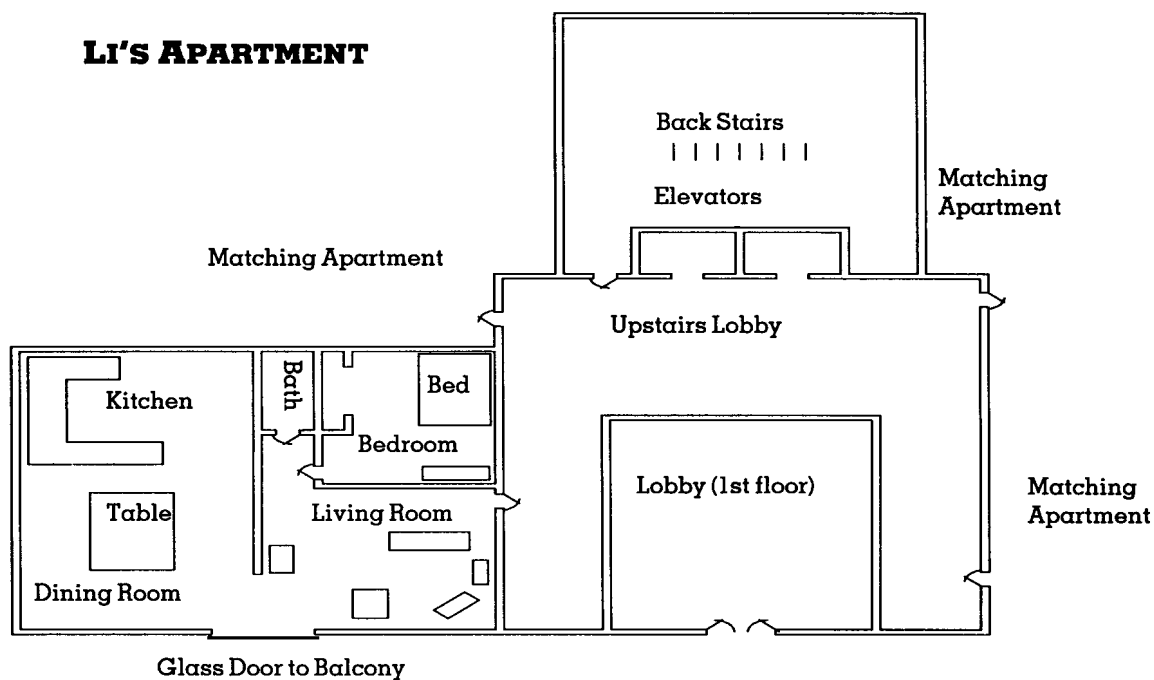 LI'S APARTMENT
Back Stairs
Elevators
Matching
Apartment
Matching Apartment
Upstairs Lobby
Kitchen
Bath
Bed
Bedroom
Lobby (1st floor)
Matching
Apartment
Table
Living Room
Dining Room
Glass Door to Balcony